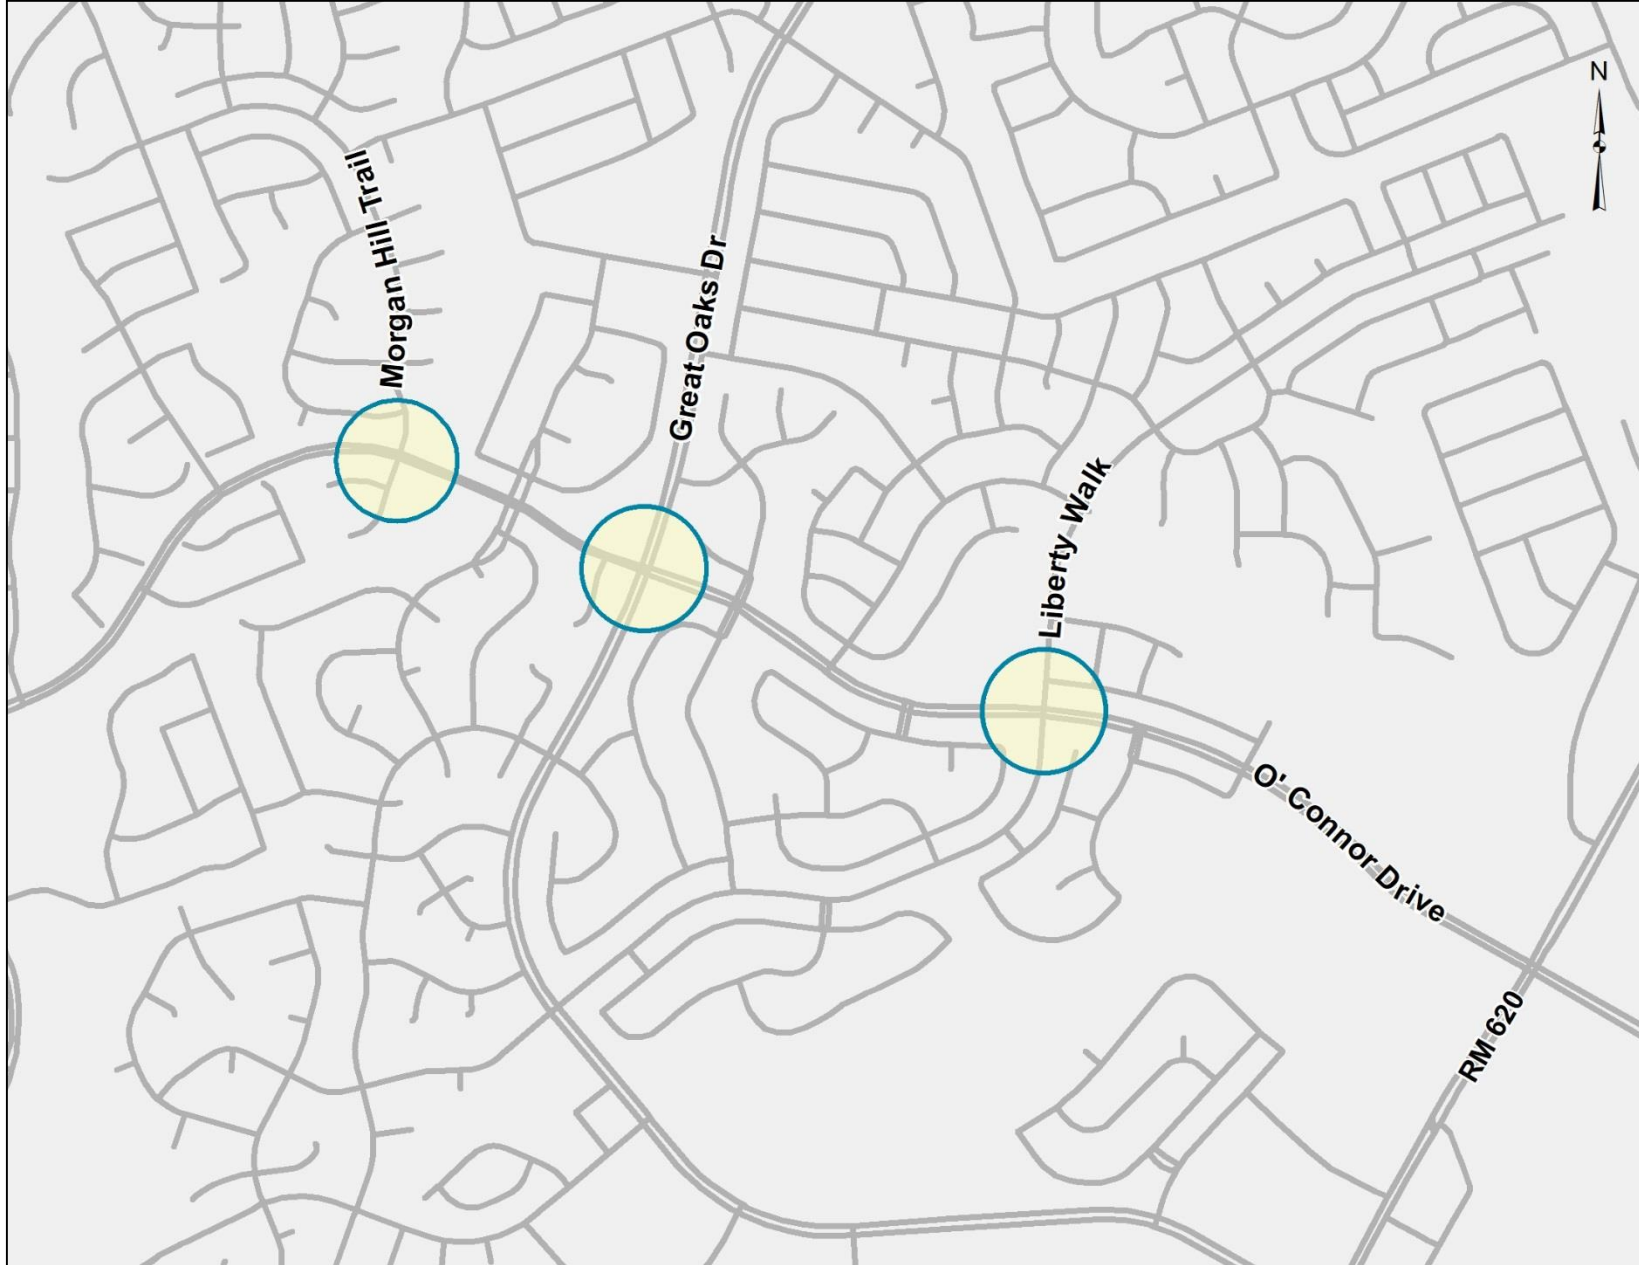 N
Morgan Hill Trail
Great Oaks Dr
Liberty Walk
O' Connor Drive
RM 620